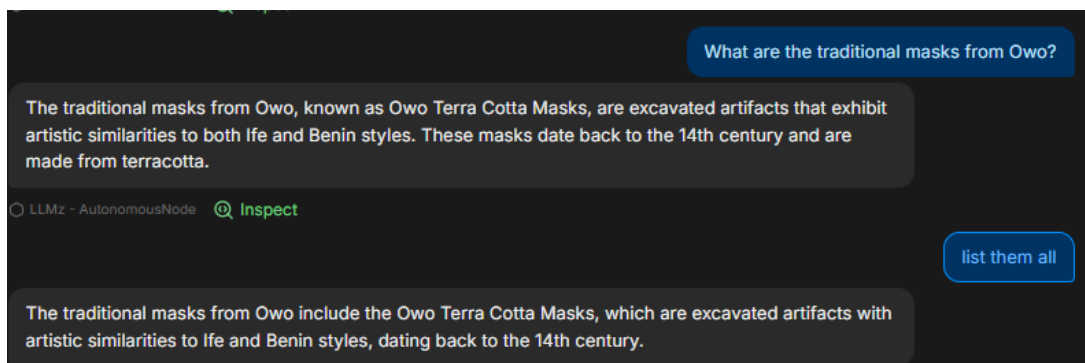 What are the traditional masks from Owo?
The traditional masks from Owo, known as Owo Terra Cotta Masks, are excavated artifacts that exhibit
artistic similarities to both Ife and Benin styles. These masks date back to the 14th century and are
made from terracotta.
LLMz - AutonomousNode Inspect
list them all
The traditional masks from Owo include the Owo Terra Cotta Masks, which are excavated artifacts with
artistic similarities to Ife and Benin styles, dating back to the 14th century.